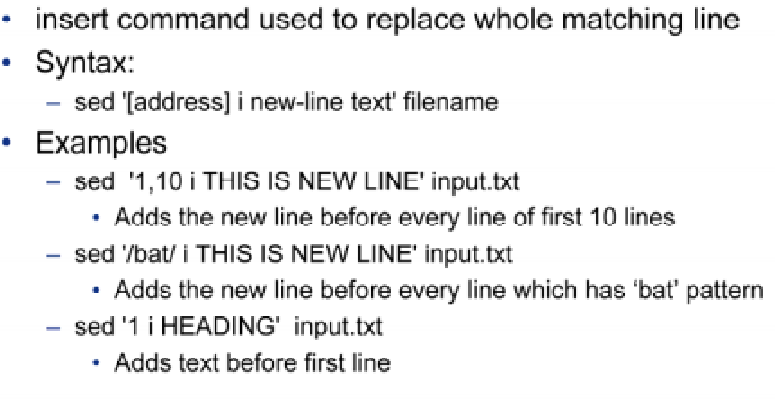 • insert command used to replace whole matching line
• Syntax:
– sed '[address] i new-line text' filename
• Examples
– sed '1,10 i THIS IS NEW LINE' input.txt
• Adds the new line before every line of first 10 lines
– sed '/bat/ i THIS IS NEW LINE' input.txt
• Adds the new line before every line which has ‘bat’ pattern
– sed '1 i HEADING' input.txt
• Adds text before first line